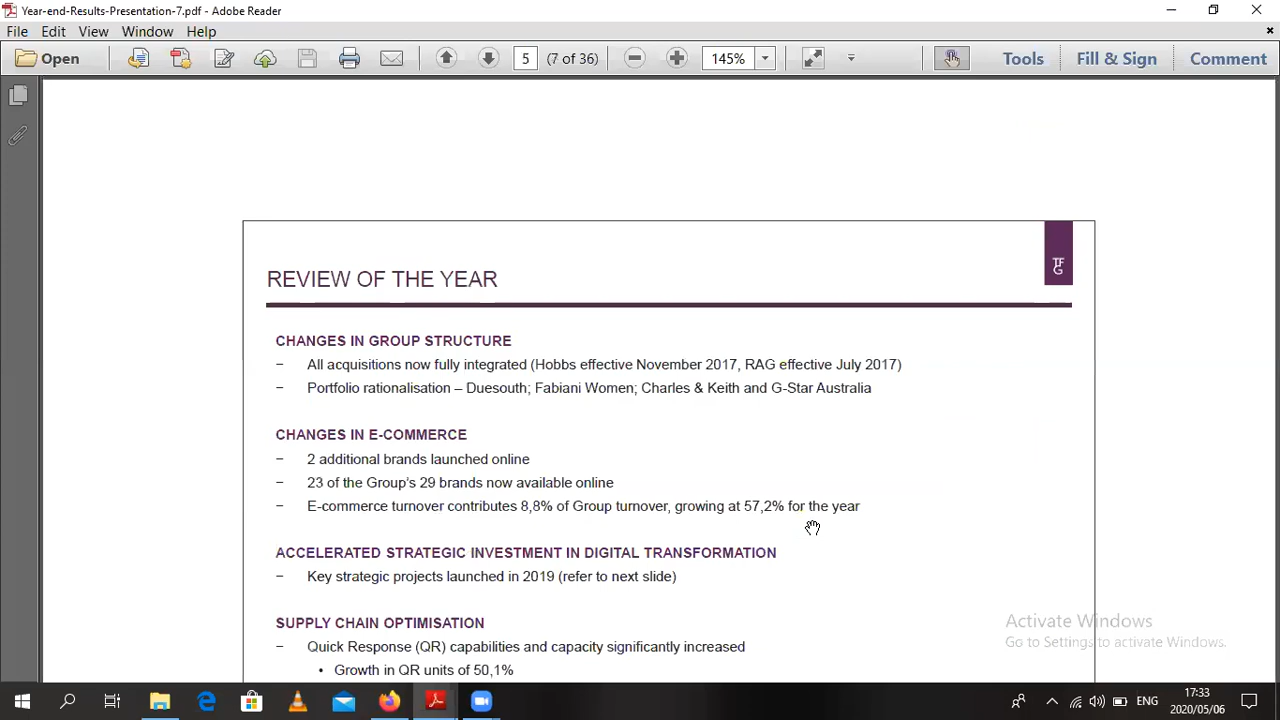 Year-end-Results-Presentation-7.pdf - Adobe Reader
File Edit View Window Help
Open 5 (7 of 36) 145% Tools Fill & Sign Comment
TFG
REVIEW OF THE YEAR
CHANGES IN GROUP STRUCTURE
− All acquisitions now fully integrated (Hobbs effective November 2017, RAG effective July 2017)
− Portfolio rationalisation – Duesouth; Fabiani Women; Charles & Keith and G-Star Australia
CHANGES IN E-COMMERCE
− 2 additional brands launched online
− 23 of the Group's 29 brands now available online
− E-commerce turnover contributes 8,8% of Group turnover, growing at 57,2% for the year
ACCELERATED STRATEGIC INVESTMENT IN DIGITAL TRANSFORMATION
− Key strategic projects launched in 2019 (refer to next slide)
SUPPLY CHAIN OPTIMISATION
− Quick Response (QR) capabilities and capacity significantly increased
• Growth in QR units of 50,1%
Activate Windows
Go to Settings to activate Windows.
ENG
17:33
2020/05/06